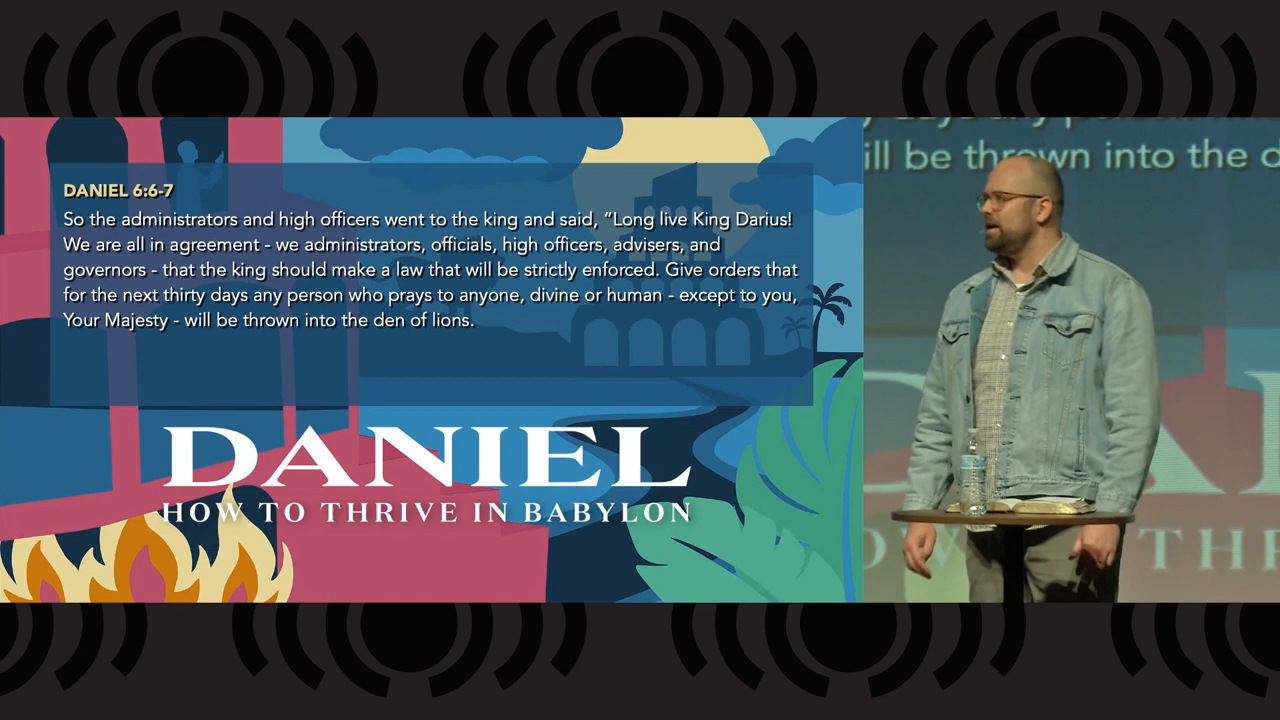 DANIEL 6:6-7
So the administrators and high officers went to the king and said, “Long live King Darius!
We are all in agreement - we administrators, officials, high officers, advisers, and
governors - that the king should make a law that will be strictly enforced. Give orders that
for the next thirty days any person who prays to anyone, divine or human - except to you,
Your Majesty - will be thrown into the den of lions.
DANIEL
HOW TO THRIVE IN BABYLON
y days any
ill be thrown into the d